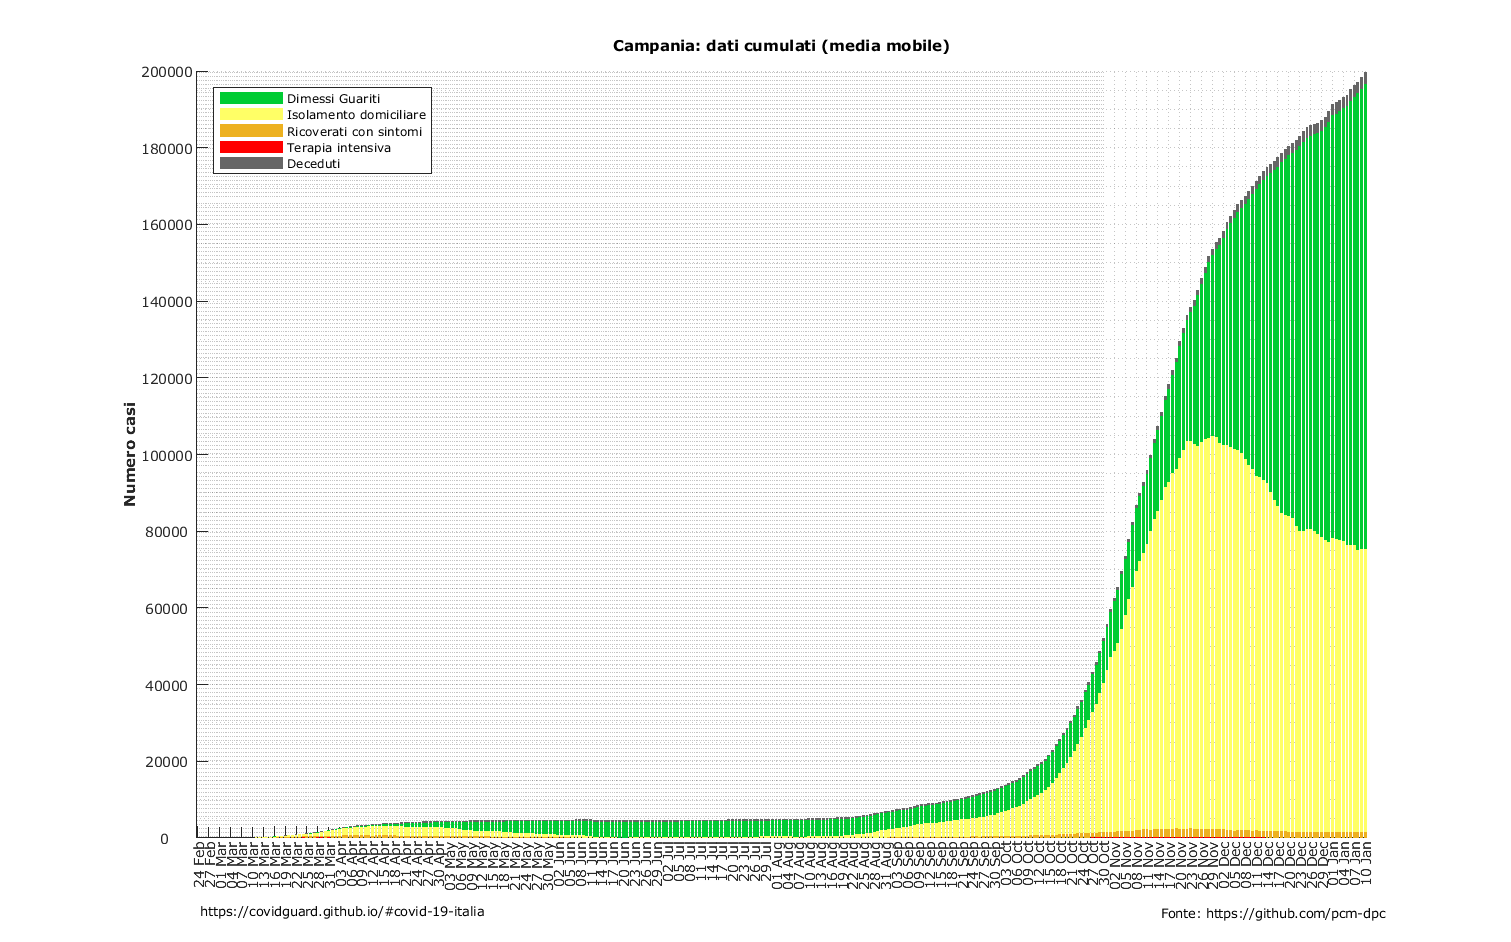 Campania: dati cumulati (media mobile)
Numero casi
200000
180000
160000
140000
120000
100000
80000
60000
40000
20000
0
Dimessi Guariti
Isolamento domiciliare
Ricoverati con sintomi
Terapia intensiva
Deceduti
24 Feb
27 Feb
01 Mar
04 Mar
07 Mar
10 Mar
13 Mar
16 Mar
19 Mar
22 Mar
25 Mar
28 Mar
31 Mar
03 Apr
06 Apr
09 Apr
12 Apr
15 Apr
18 Apr
21 Apr
24 Apr
27 Apr
30 Apr
03 May
06 May
09 May
12 May
15 May
18 May
21 May
24 May
27 May
30 May
02 Jun
05 Jun
08 Jun
11 Jun
14 Jun
17 Jun
20 Jun
23 Jun
26 Jun
29 Jun
02 Jul
05 Jul
08 Jul
11 Jul
14 Jul
17 Jul
20 Jul
23 Jul
26 Jul
29 Jul
01 Aug
04 Aug
07 Aug
10 Aug
13 Aug
16 Aug
19 Aug
22 Aug
25 Aug
28 Aug
31 Aug
03 Sep
06 Sep
09 Sep
12 Sep
15 Sep
18 Sep
21 Sep
24 Sep
27 Sep
30 Sep
03 Oct
06 Oct
09 Oct
12 Oct
15 Oct
18 Oct
21 Oct
24 Oct
27 Oct
30 Oct
02 Nov
05 Nov
08 Nov
11 Nov
14 Nov
17 Nov
20 Nov
23 Nov
26 Nov
29 Nov
02 Dec
05 Dec
08 Dec
11 Dec
14 Dec
17 Dec
20 Dec
23 Dec
26 Dec
29 Dec
01 Jan
04 Jan
07 Jan
10 Jan
https://covidguard.github.io/#covid-19-italia
Fonte: https://github.com/pcm-dpc